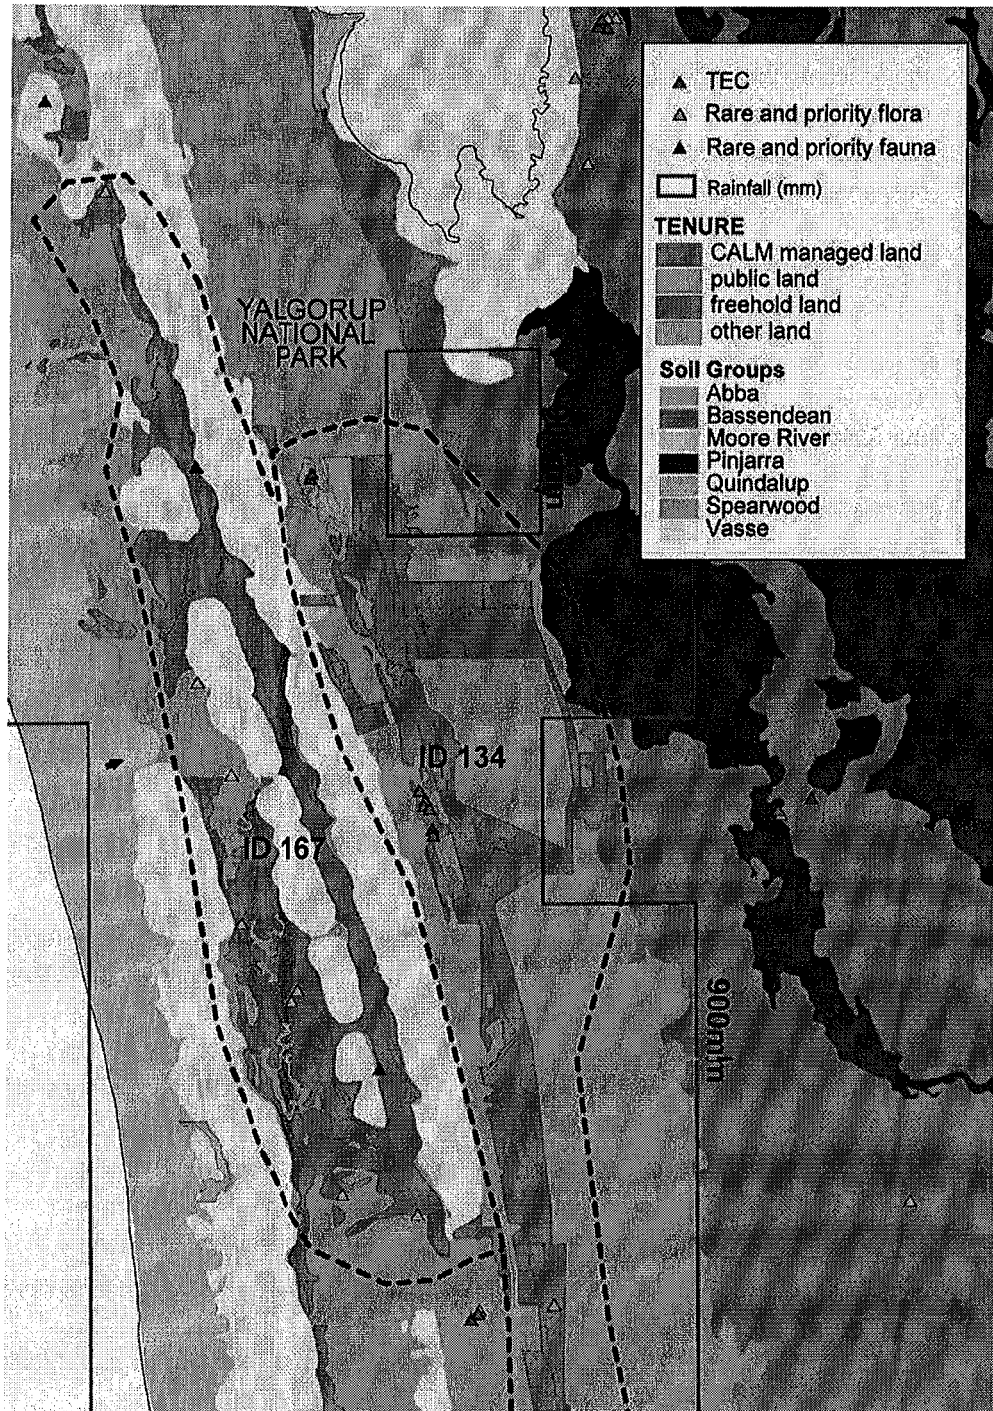 TEC
Rare and priority flora
Rare and priority fauna
Rainfall (mm)
TENURE
CALM managed land
public land
freehold land
other land
Soil Groups
Abba
Bassendean
Moore River
Pinjarra
Quindalup
Spearwood
Vasse
YALGORUP
NATIONAL
PARK
ID 134
ID 167
900mm